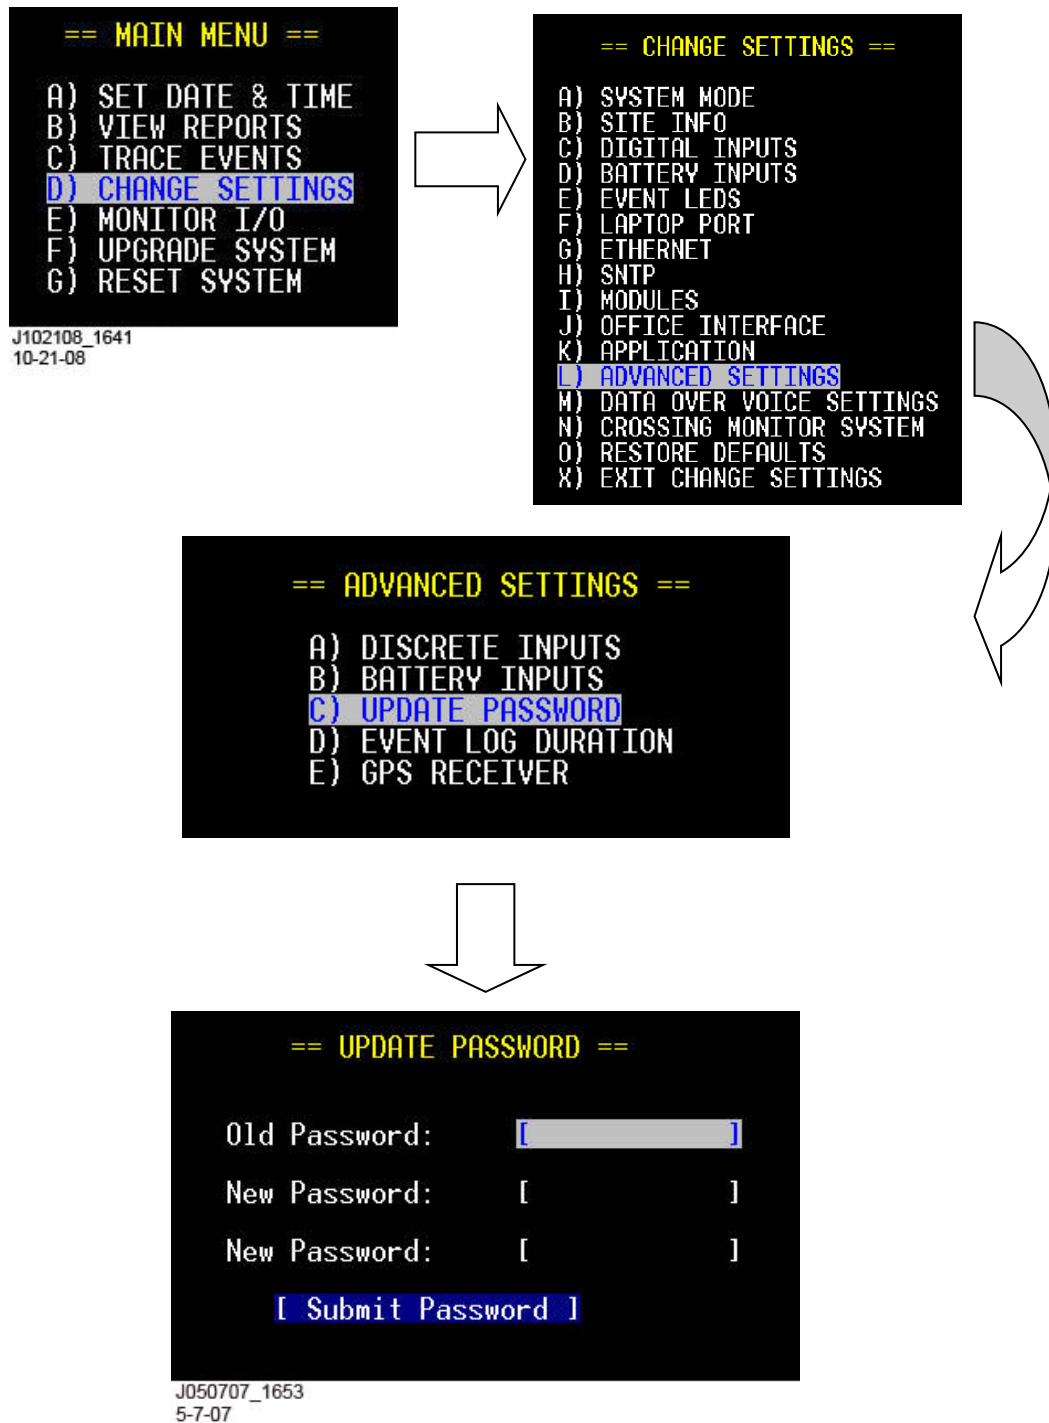 == MAIN MENU ==
A) SET DATE & TIME
B) VIEW REPORTS
C) TRACE EVENTS
D) CHANGE SETTINGS
E) MONITOR I/O
F) UPGRADE SYSTEM
G) RESET SYSTEM
J102108_1641
10-21-08
== CHANGE SETTINGS ==
A) SYSTEM MODE
B) SITE INFO
C) DIGITAL INPUTS
D) BATTERY INPUTS
E) EVENT LEDS
F) LAPTOP PORT
G) ETHERNET
H) SNTP
I) MODULES
J) OFFICE INTERFACE
K) APPLICATION
L) ADVANCED SETTINGS
M) DATA OVER VOICE SETTINGS
N) CROSSING MONITOR SYSTEM
O) RESTORE DEFAULTS
X) EXIT CHANGE SETTINGS
== ADVANCED SETTINGS ==
A) DISCRETE INPUTS
B) BATTERY INPUTS
C) UPDATE PASSWORD
D) EVENT LOG DURATION
E) GPS RECEIVER
== UPDATE PASSWORD ==
Old Password: [ ]
New Password: [ ]
New Password: [ ]
[ Submit Password ]
J050707_1653
5-7-07